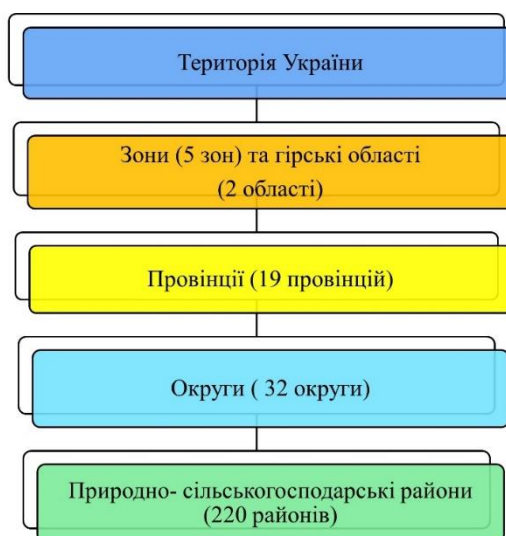 Територія України
Зони (5 зон) та гірські області
(2 області)
Провінції (19 провінцій)
Округи ( 32 округи)
Природно- сільськогосподарські райони
(220 районів)